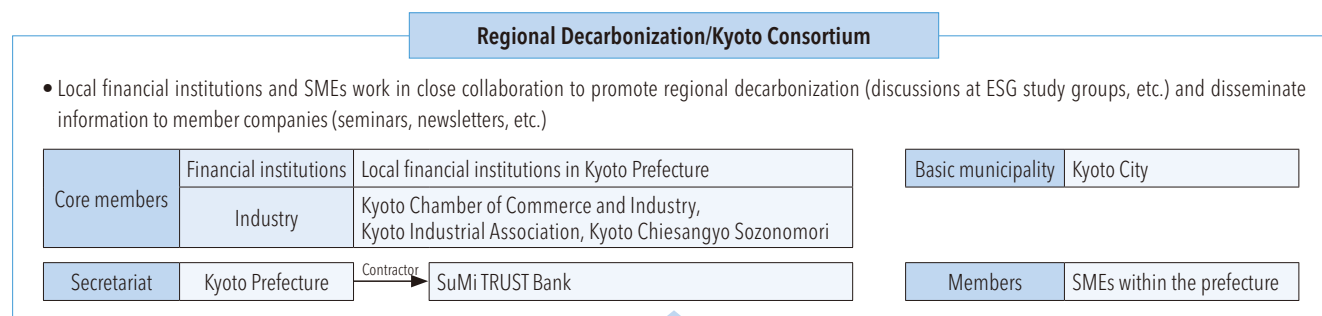 Regional Decarbonization/Kyoto Consortium
• Local financial institutions and SMEs work in close collaboration to promote regional decarbonization (discussions at ESG study groups, etc.) and disseminate
information to member companies (seminars, newsletters, etc.)
Core members
Financial institutions
Local financial institutions in Kyoto Prefecture
Industry
Kyoto Chamber of Commerce and Industry,
Kyoto Industrial Association, Kyoto Chiesangyo Sozonomori
Basic municipality
Kyoto City
Secretariat
Kyoto Prefecture
Contractor
SuMi TRUST Bank
Members
SMEs within the prefecture